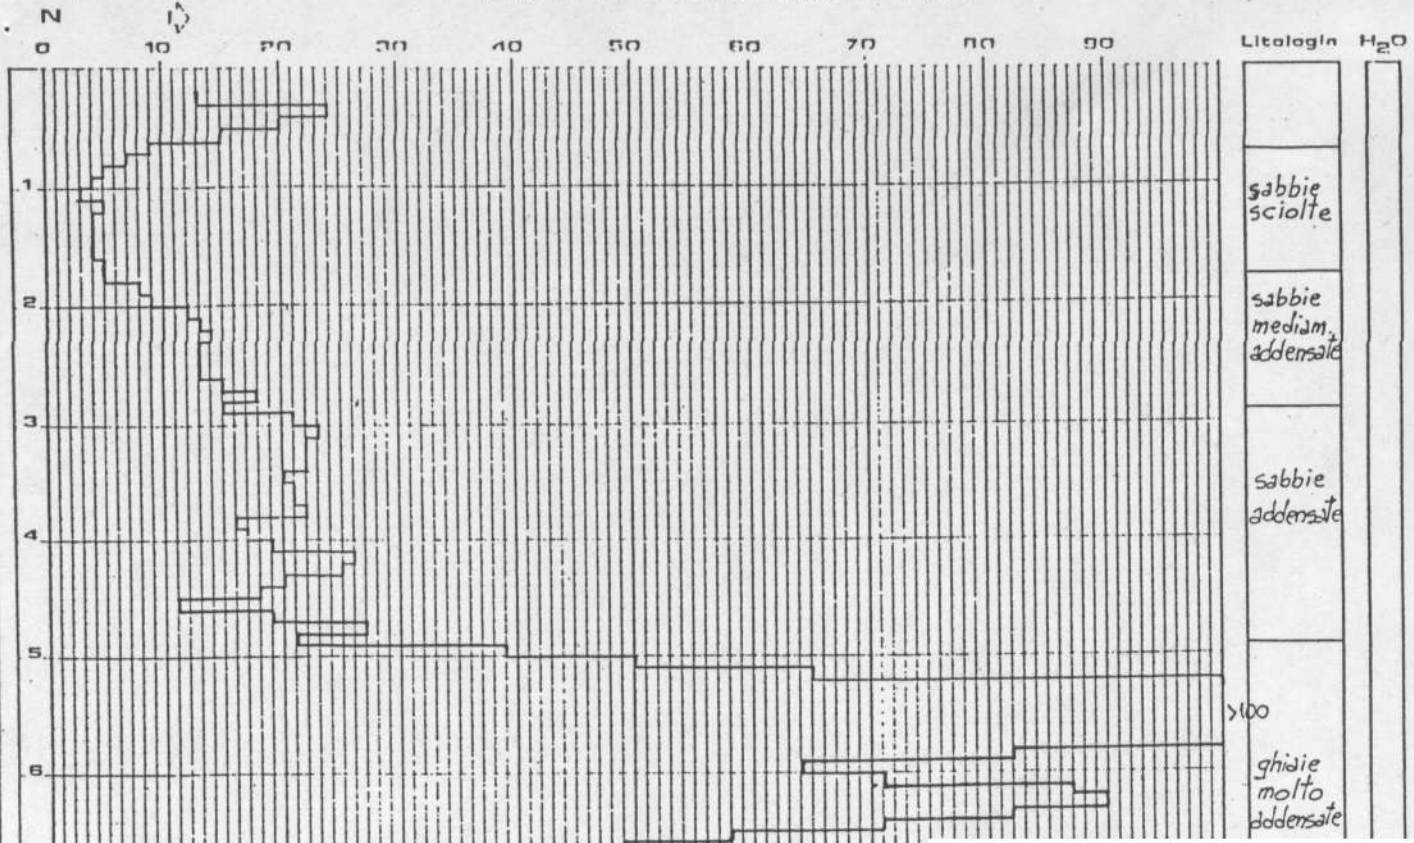 N
0 10 20 30 40 50 60 70 80 90 Litologia H2O
1
sabbie
sciolte
2
sabbie
mediam.
addensate
3
sabbie
addensate
4
5
>100
6
ghiaie
molto
addensate